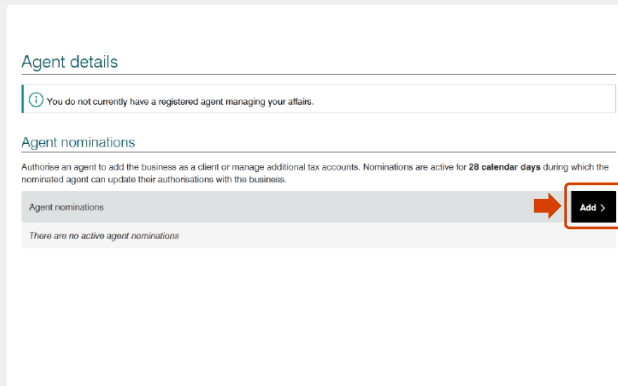 Agent details
You do not currently have a registered agent managing your affairs.
Agent nominations
Authorise an agent to add the business as a client or manage additional tax accounts. Nominations are active for 28 calendar days during which the
nominated agent can update their authorisations with the business.
Agent nominations
Add >
There are no active agent nominations